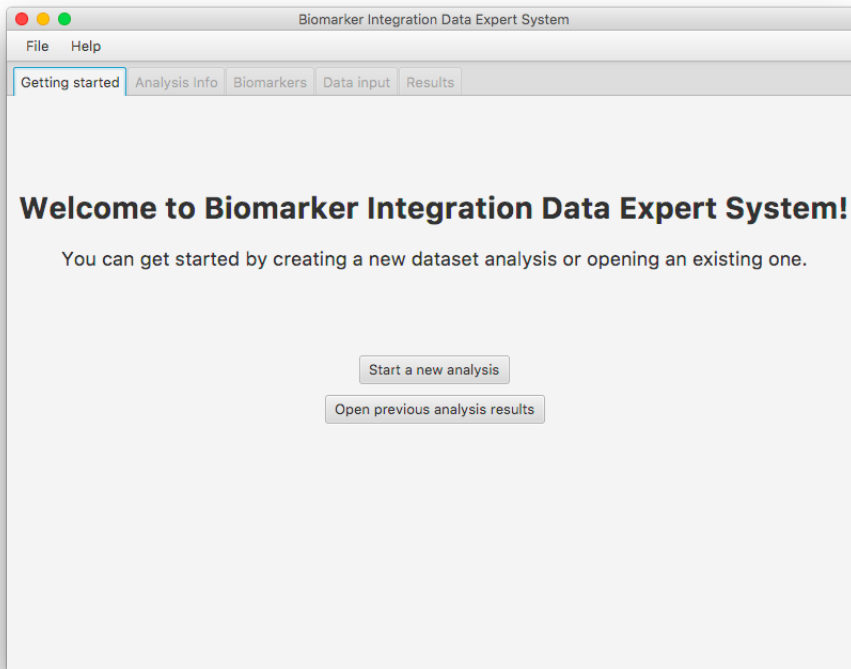 Biomarker Integration Data Expert System
File Help
Getting started Analysis Info Biomarkers Data input Results
Welcome to Biomarker Integration Data Expert System!
You can get started by creating a new dataset analysis or opening an existing one.
Start a new analysis
Open previous analysis results